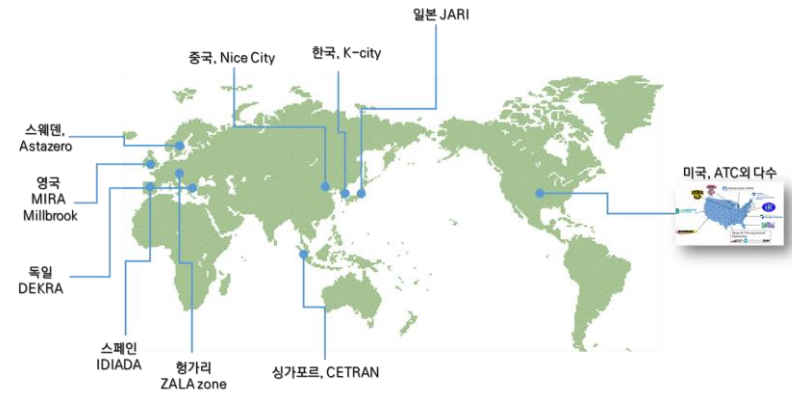 일본 JARI
중국, Nice City
한국, K-city
스웨덴,
Astazero
영국
MIRA
Millbrook
미국, ATC외 다수
독일
DEKRA
스페인
IDIADA
헝가리
ZALA zone
싱가포르, CETRAN